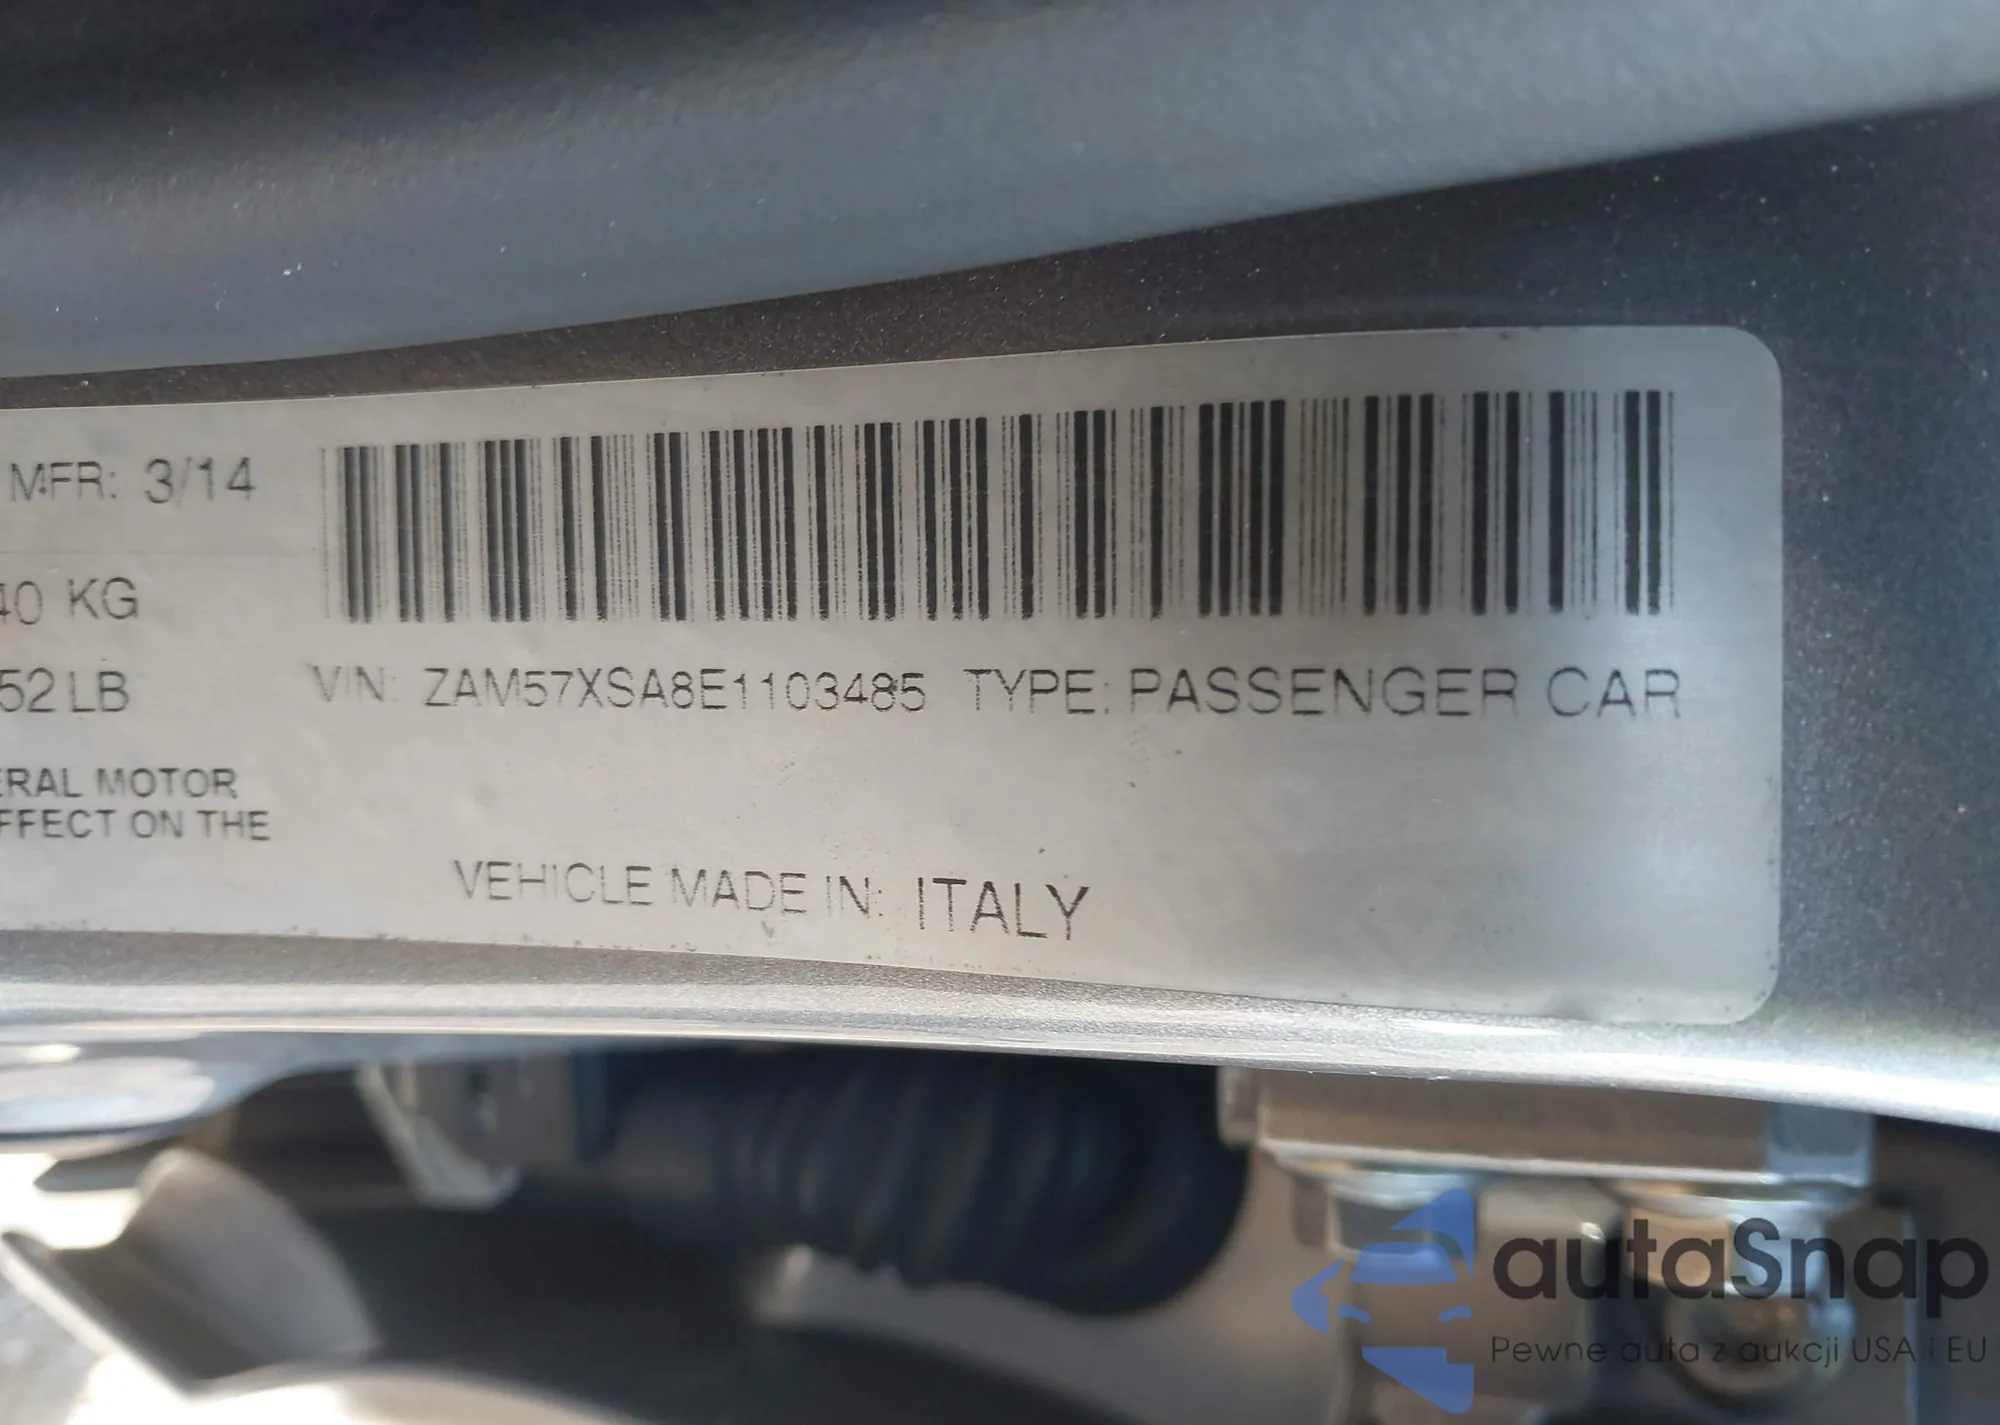 MFR: 3/14
40 KG
52 LB
VIN: ZAM57XSA8E1103485 TYPE: PASSENGER CAR
ERAL MOTOR
FFECT ON THE
VEHICLE MADE IN: ITALY
autaSnap
Pewne auta z aukcji USA i EU